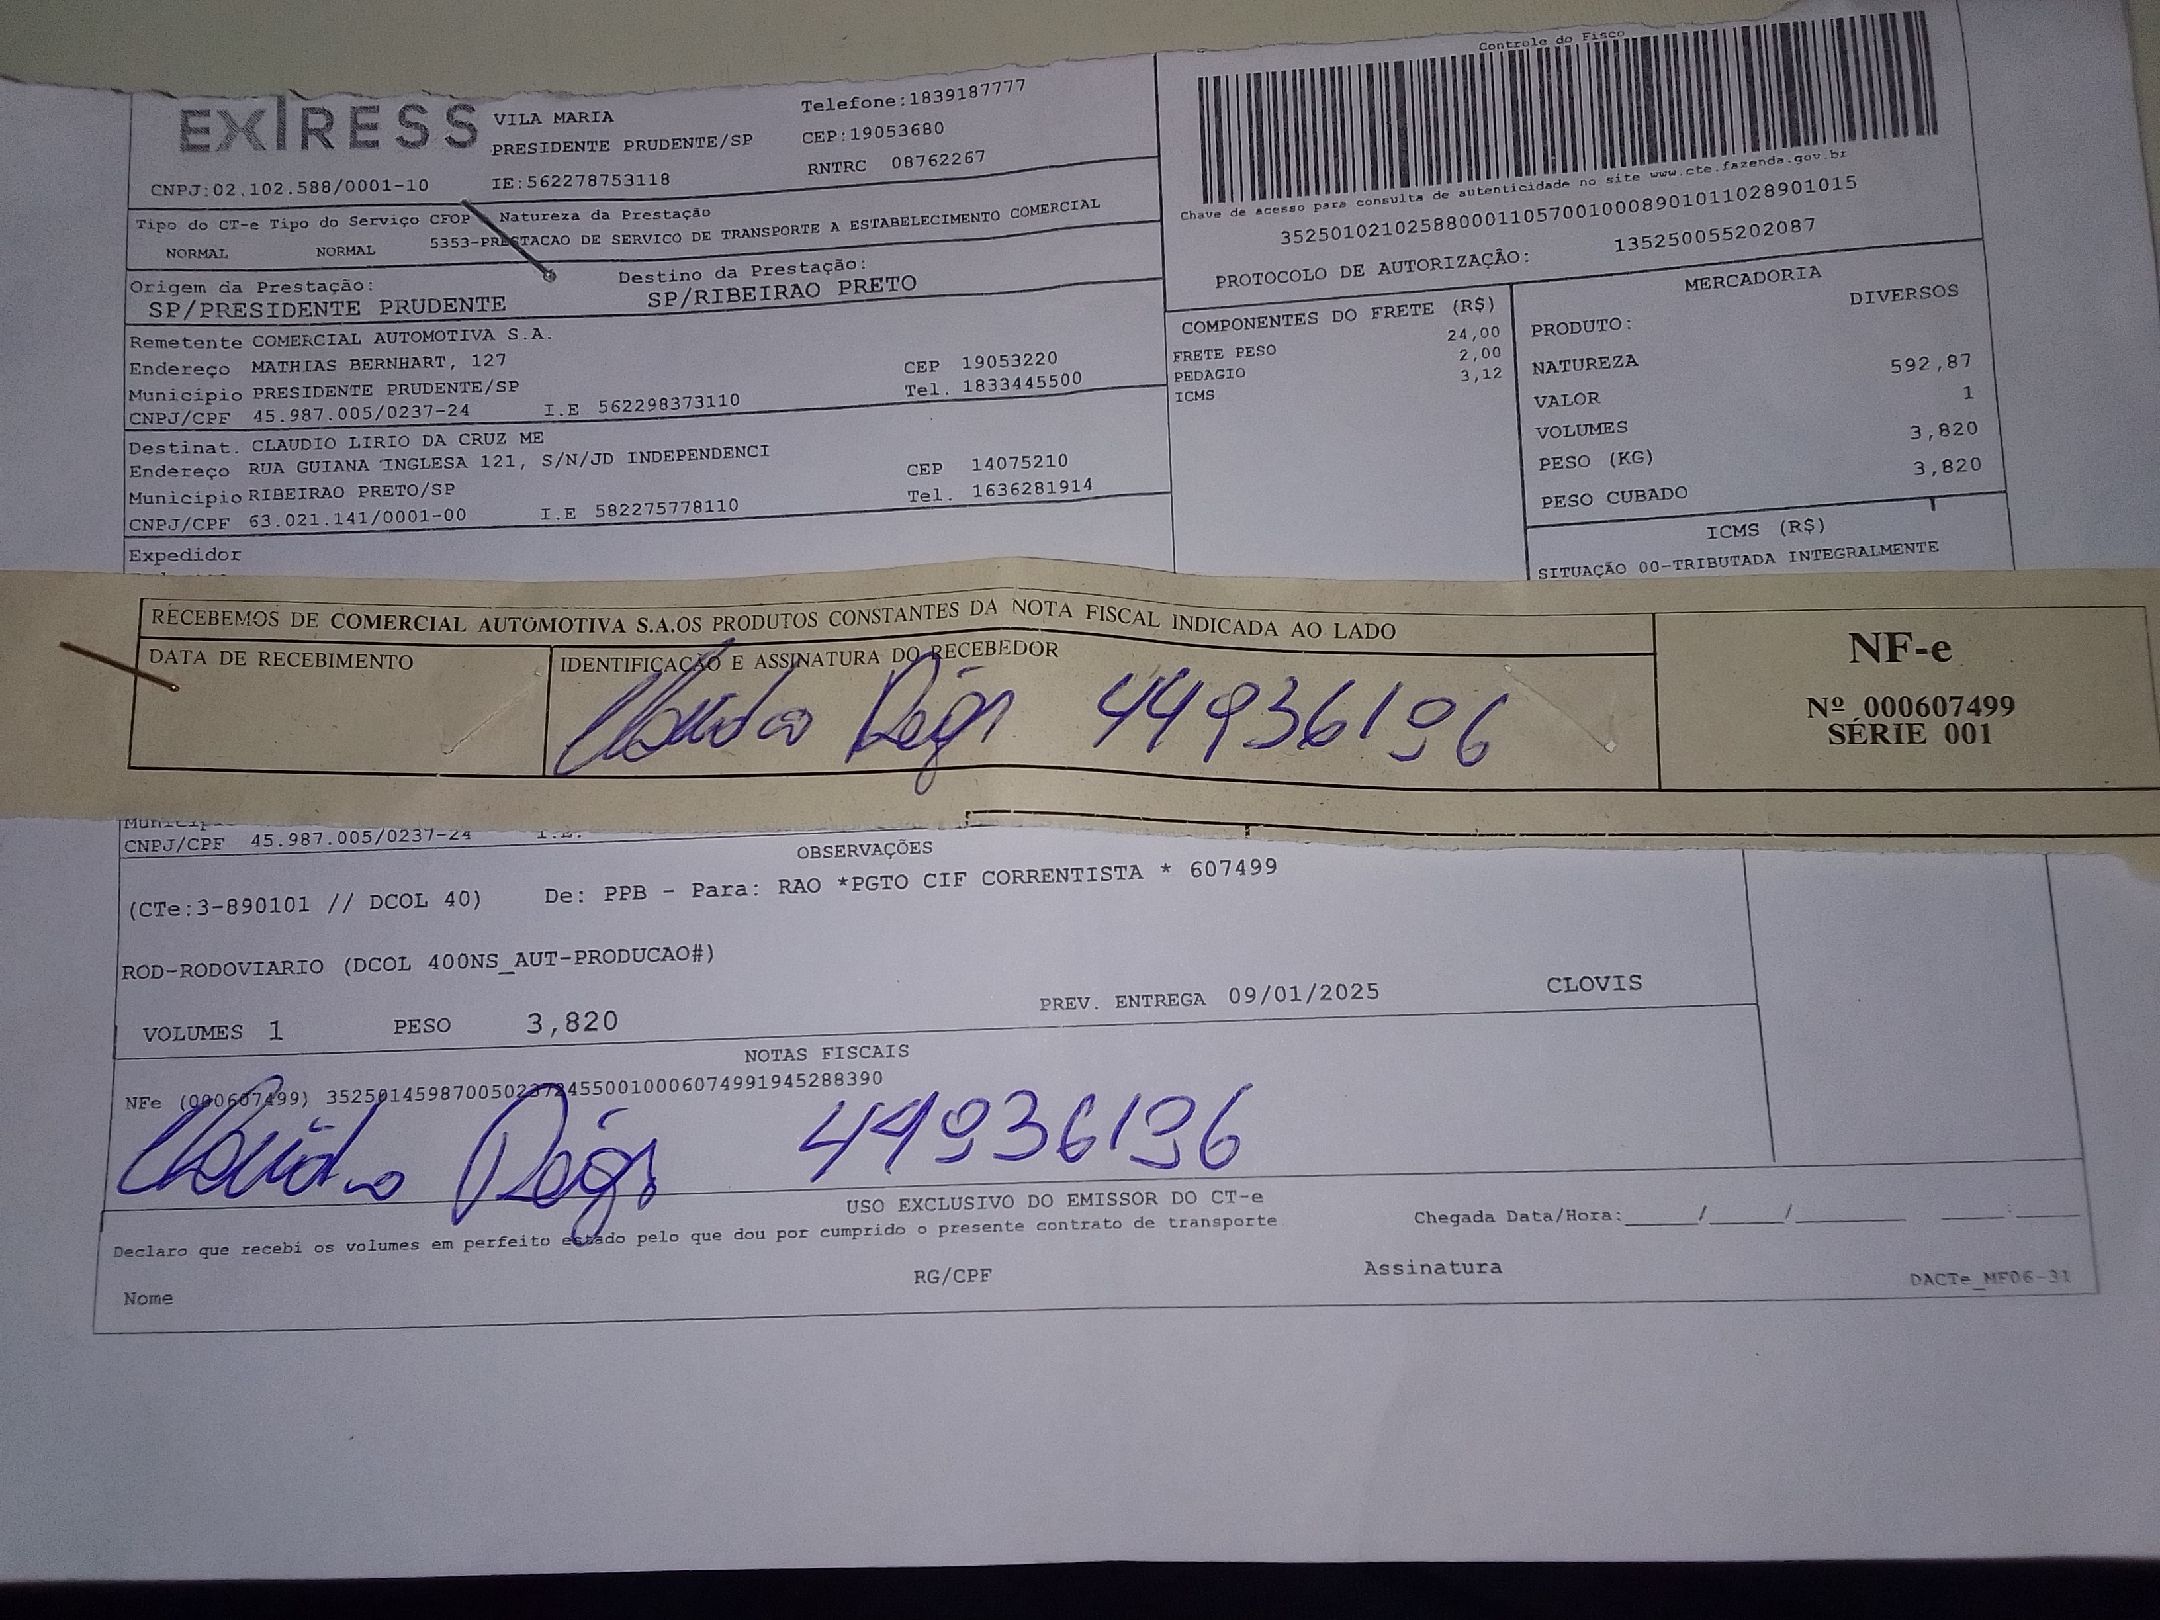 EXPRESS
VILA MARIA
PRESIDENTE PRUDENTE/SP
Telefone:1839187777
CEP:19053680
CNPJ:02.102.588/0001-10
IE:562278753118
RNTRC 08762267
Tipo do CT-e Tipo do Serviço CFOP Natureza da Prestação
NORMAL NORMAL 5353-PRESTACAO DE SERVICO DE TRANSPORTE A ESTABELECIMENTO COMERCIAL
Origem da Prestação: Destino da Prestação:
SP/PRESIDENTE PRUDENTE SP/RIBEIRAO PRETO
Remetente COMERCIAL AUTOMOTIVA S.A.
Endereço MATHIAS BERNHART, 127 CEP 19053220
Município PRESIDENTE PRUDENTE/SP Tel. 1833445500
CNPJ/CPF 45.987.005/0237-24 I.E 562298373110
Destinat. CLAUDIO LIRIO DA CRUZ ME
Endereço RUA GUIANA INGLESA 121, S/N/JD INDEPENDENCI CEP 14075210
Município RIBEIRAO PRETO/SP Tel. 1636281914
CNPJ/CPF 63.021.141/0001-00 I.E 582275778110
Expedidor
Controle do Fisco
Chave de acesso para consulta de autenticidade no site www.cte.fazenda.gov.br
35250102102588000110570010008901011028901015
PROTOCOLO DE AUTORIZAÇÃO: 135250055202087
COMPONENTES DO FRETE (R$)
FRETE PESO 24,00
PEDAGIO 2,00
ICMS 3,12
MERCADORIA
PRODUTO: DIVERSOS
NATUREZA
VALOR 592,87
VOLUMES 1
PESO (KG) 3,820
PESO CUBADO 3,820
ICMS (R$)
SITUAÇÃO 00-TRIBUTADA INTEGRALMENTE
RECEBEMOS DE COMERCIAL AUTOMOTIVA S.A.OS PRODUTOS CONSTANTES DA NOTA FISCAL INDICADA AO LADO
DATA DE RECEBIMENTO
IDENTIFICAÇÃO E ASSINATURA DO RECEBEDOR
44936196
NF-e
Nº 000607499
SÉRIE 001
CNPJ/CPF 45.987.005/0237-24 I.E.
OBSERVAÇÕES
(CTe:3-890101 // DCOL 40) De: PPB - Para: RAO *PGTO CIF CORRENTISTA * 607499
ROD-RODOVIARIO (DCOL 400NS_AUT-PRODUCAO#)
PREV. ENTREGA 09/01/2025 CLOVIS
VOLUMES 1 PESO 3,820
NOTAS FISCAIS
NFe (000607499) 35250145987005023724550010006074991945288390
44936196
USO EXCLUSIVO DO EMISSOR DO CT-e
Declaro que recebi os volumes em perfeito estado pelo que dou por cumprido o presente contrato de transporte
Chegada Data/Hora:_____/_____/_______ ____:____
Nome RG/CPF Assinatura
DACTe_MF06-31